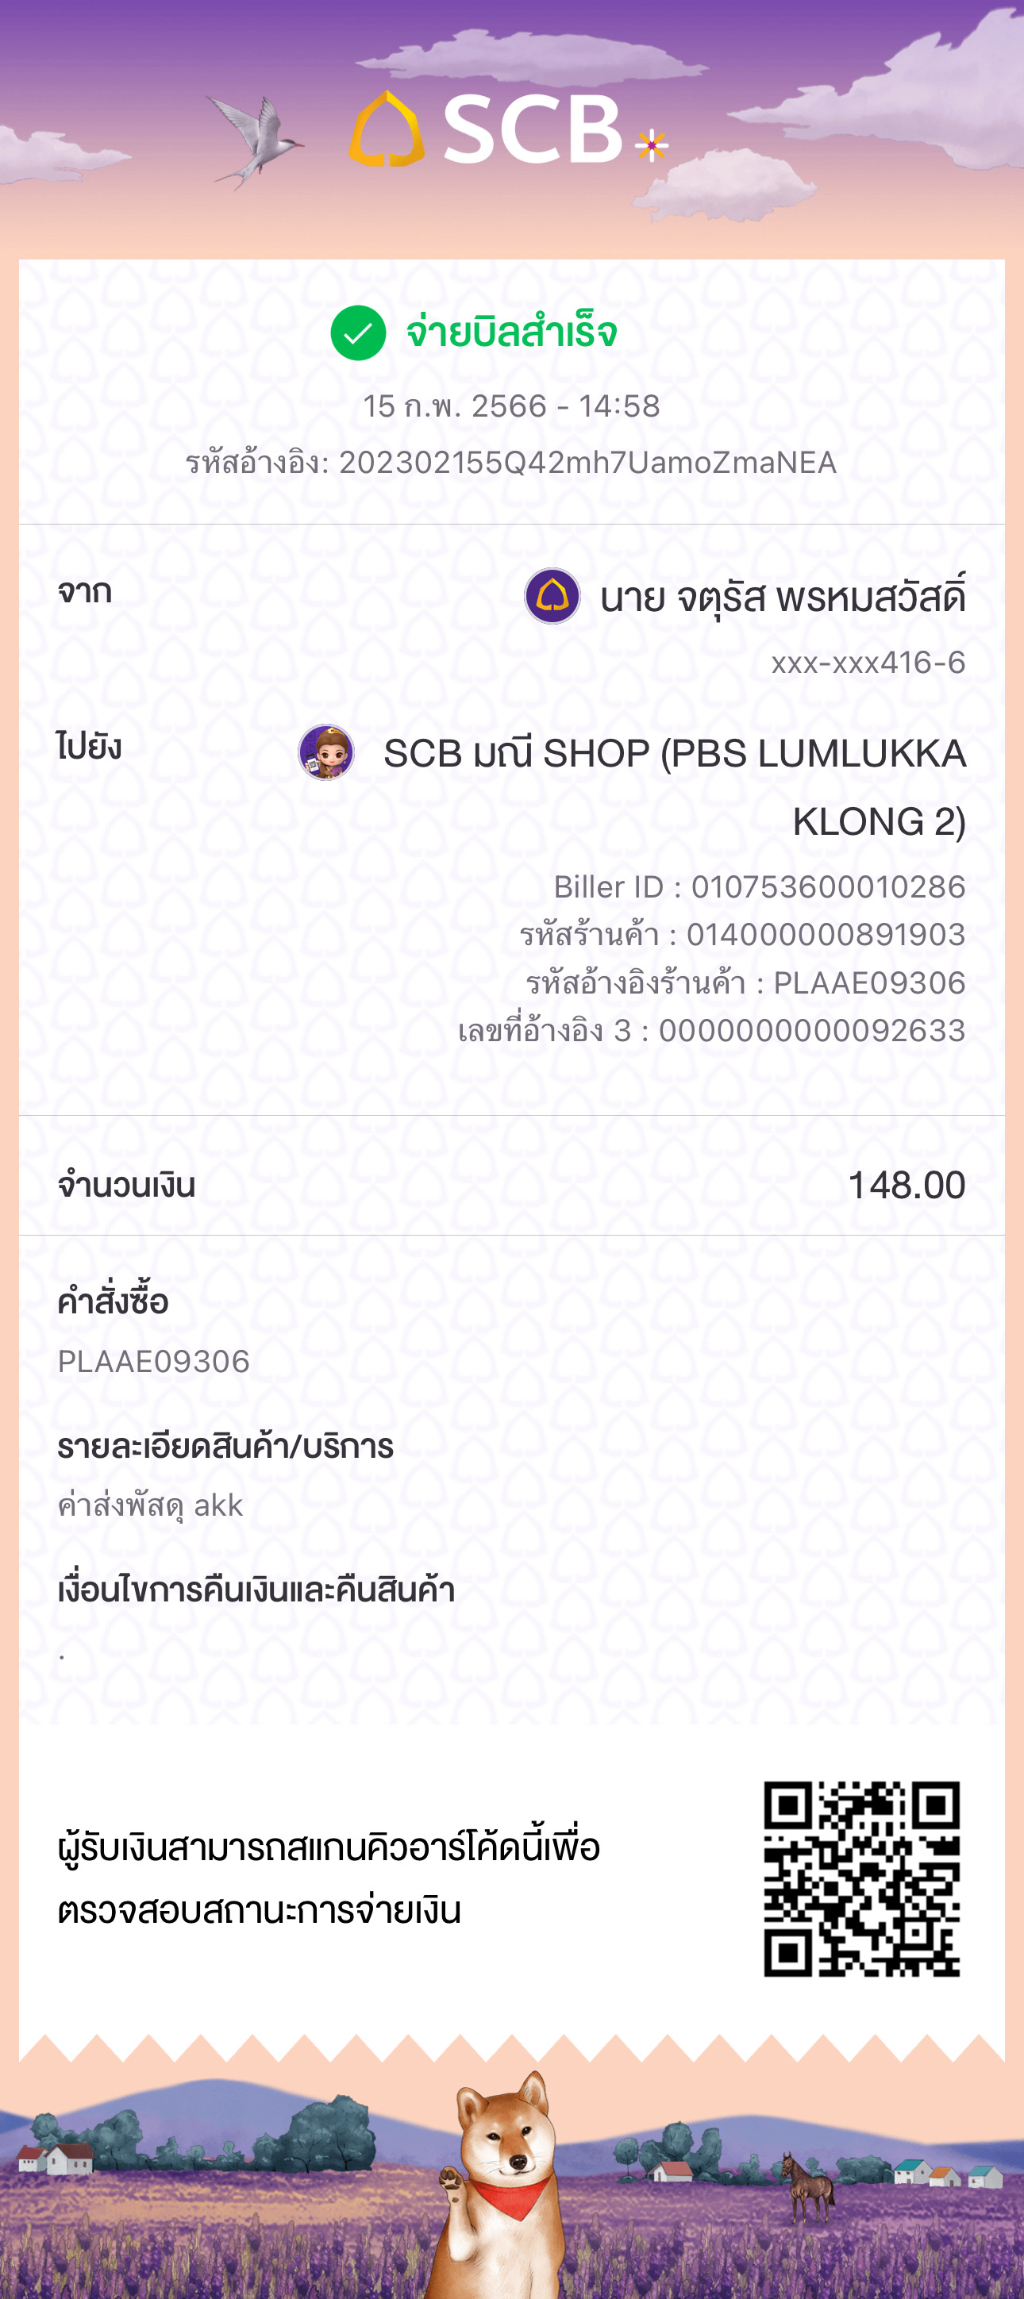 SCB
จ่ายบิลสำเร็จ
15 ก.พ. 2566 - 14:58
รหัสอ้างอิง: 202302155Q42mh7UamoZmaNEA
จาก
นาย จตุรัส พรหมสวัสดิ์
xxx-xxx416-6
ไปยัง
SCB มณี SHOP (PBS LUMLUKKA
KLONG 2)
Biller ID : 010753600010286
รหัสร้านค้า : 014000000891903
รหัสอ้างอิงร้านค้า : PLAAE09306
เลขที่อ้างอิง 3 : 0000000000092633
จำนวนเงิน
148.00
คำสั่งซื้อ
PLAAE09306
รายละเอียดสินค้า/บริการ
ค่าส่งพัสดุ akk
เงื่อนไขการคืนเงินและคืนสินค้า
.
ผู้รับเงินสามารถสแกนคิวอาร์โค้ดนี้เพื่อ
ตรวจสอบสถานะการจ่ายเงิน